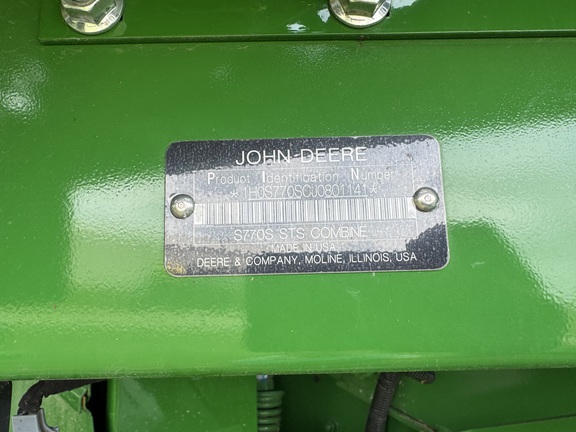 JOHN DEERE
Product Identification Number
*1H0S770SCJ0801141*
S770S STS COMBINE
MADE IN USA
DEERE & COMPANY, MOLINE, ILLINOIS, USA